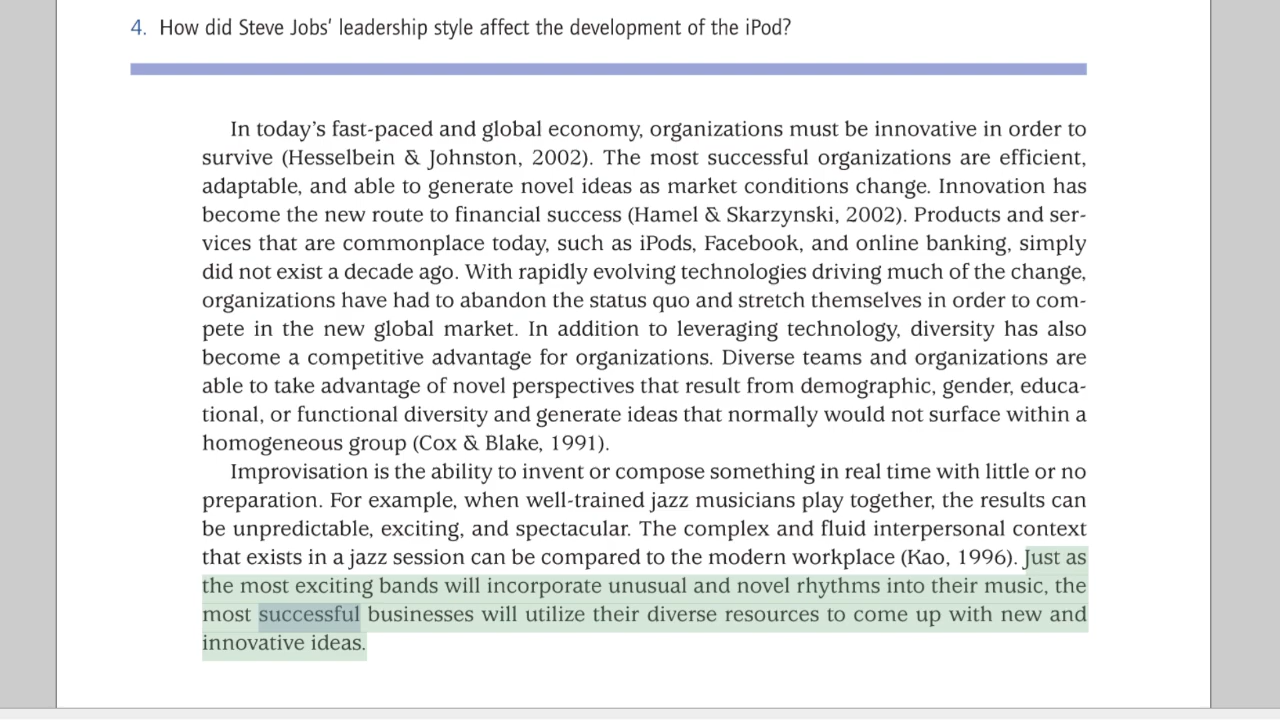 4. How did Steve Jobs’ leadership style affect the development of the iPod?
In today’s fast-paced and global economy, organizations must be innovative in order to
survive (Hesselbein & Johnston, 2002). The most successful organizations are efficient,
adaptable, and able to generate novel ideas as market conditions change. Innovation has
become the new route to financial success (Hamel & Skarzynski, 2002). Products and ser-
vices that are commonplace today, such as iPods, Facebook, and online banking, simply
did not exist a decade ago. With rapidly evolving technologies driving much of the change,
organizations have had to abandon the status quo and stretch themselves in order to com-
pete in the new global market. In addition to leveraging technology, diversity has also
become a competitive advantage for organizations. Diverse teams and organizations are
able to take advantage of novel perspectives that result from demographic, gender, educa-
tional, or functional diversity and generate ideas that normally would not surface within a
homogeneous group (Cox & Blake, 1991).
Improvisation is the ability to invent or compose something in real time with little or no
preparation. For example, when well-trained jazz musicians play together, the results can
be unpredictable, exciting, and spectacular. The complex and fluid interpersonal context
that exists in a jazz session can be compared to the modern workplace (Kao, 1996). Just as
the most exciting bands will incorporate unusual and novel rhythms into their music, the
most successful businesses will utilize their diverse resources to come up with new and
innovative ideas.